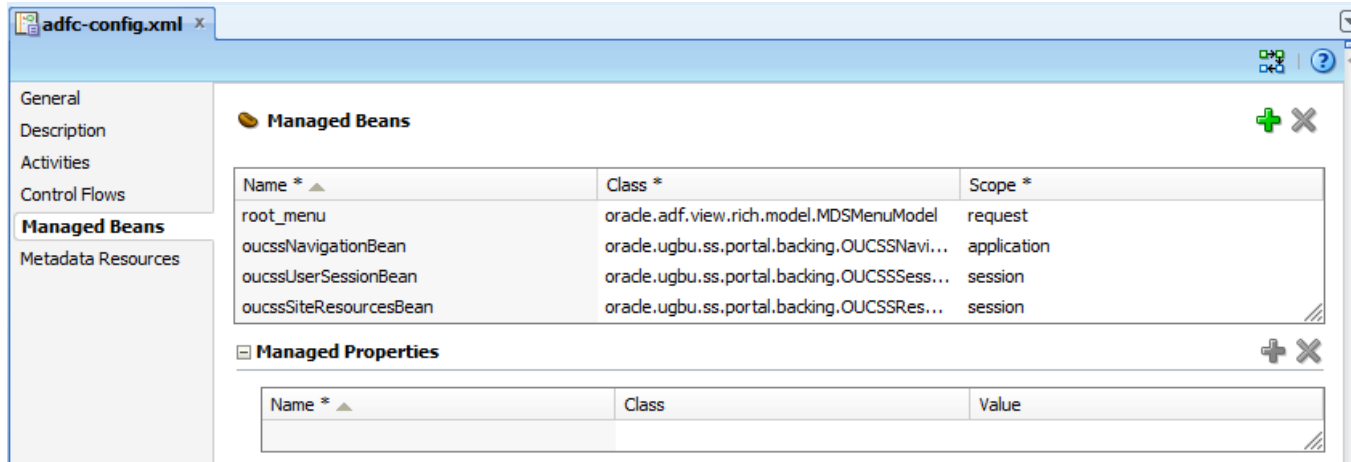 adfc-config.xml x
General
Description
Activities
Control Flows
Managed Beans
Metadata Resources
Managed Beans
Name * Class * Scope *
root_menu oracle.adf.view.rich.model.MDSMenuModel request
oucssNavigationBean oracle.ugbu.ss.portal.backing.OUCSSNavi... application
oucssUserSessionBean oracle.ugbu.ss.portal.backing.OUCSSSess... session
oucssSiteResourcesBean oracle.ugbu.ss.portal.backing.OUCSSRes... session
Managed Properties
Name * Class Value